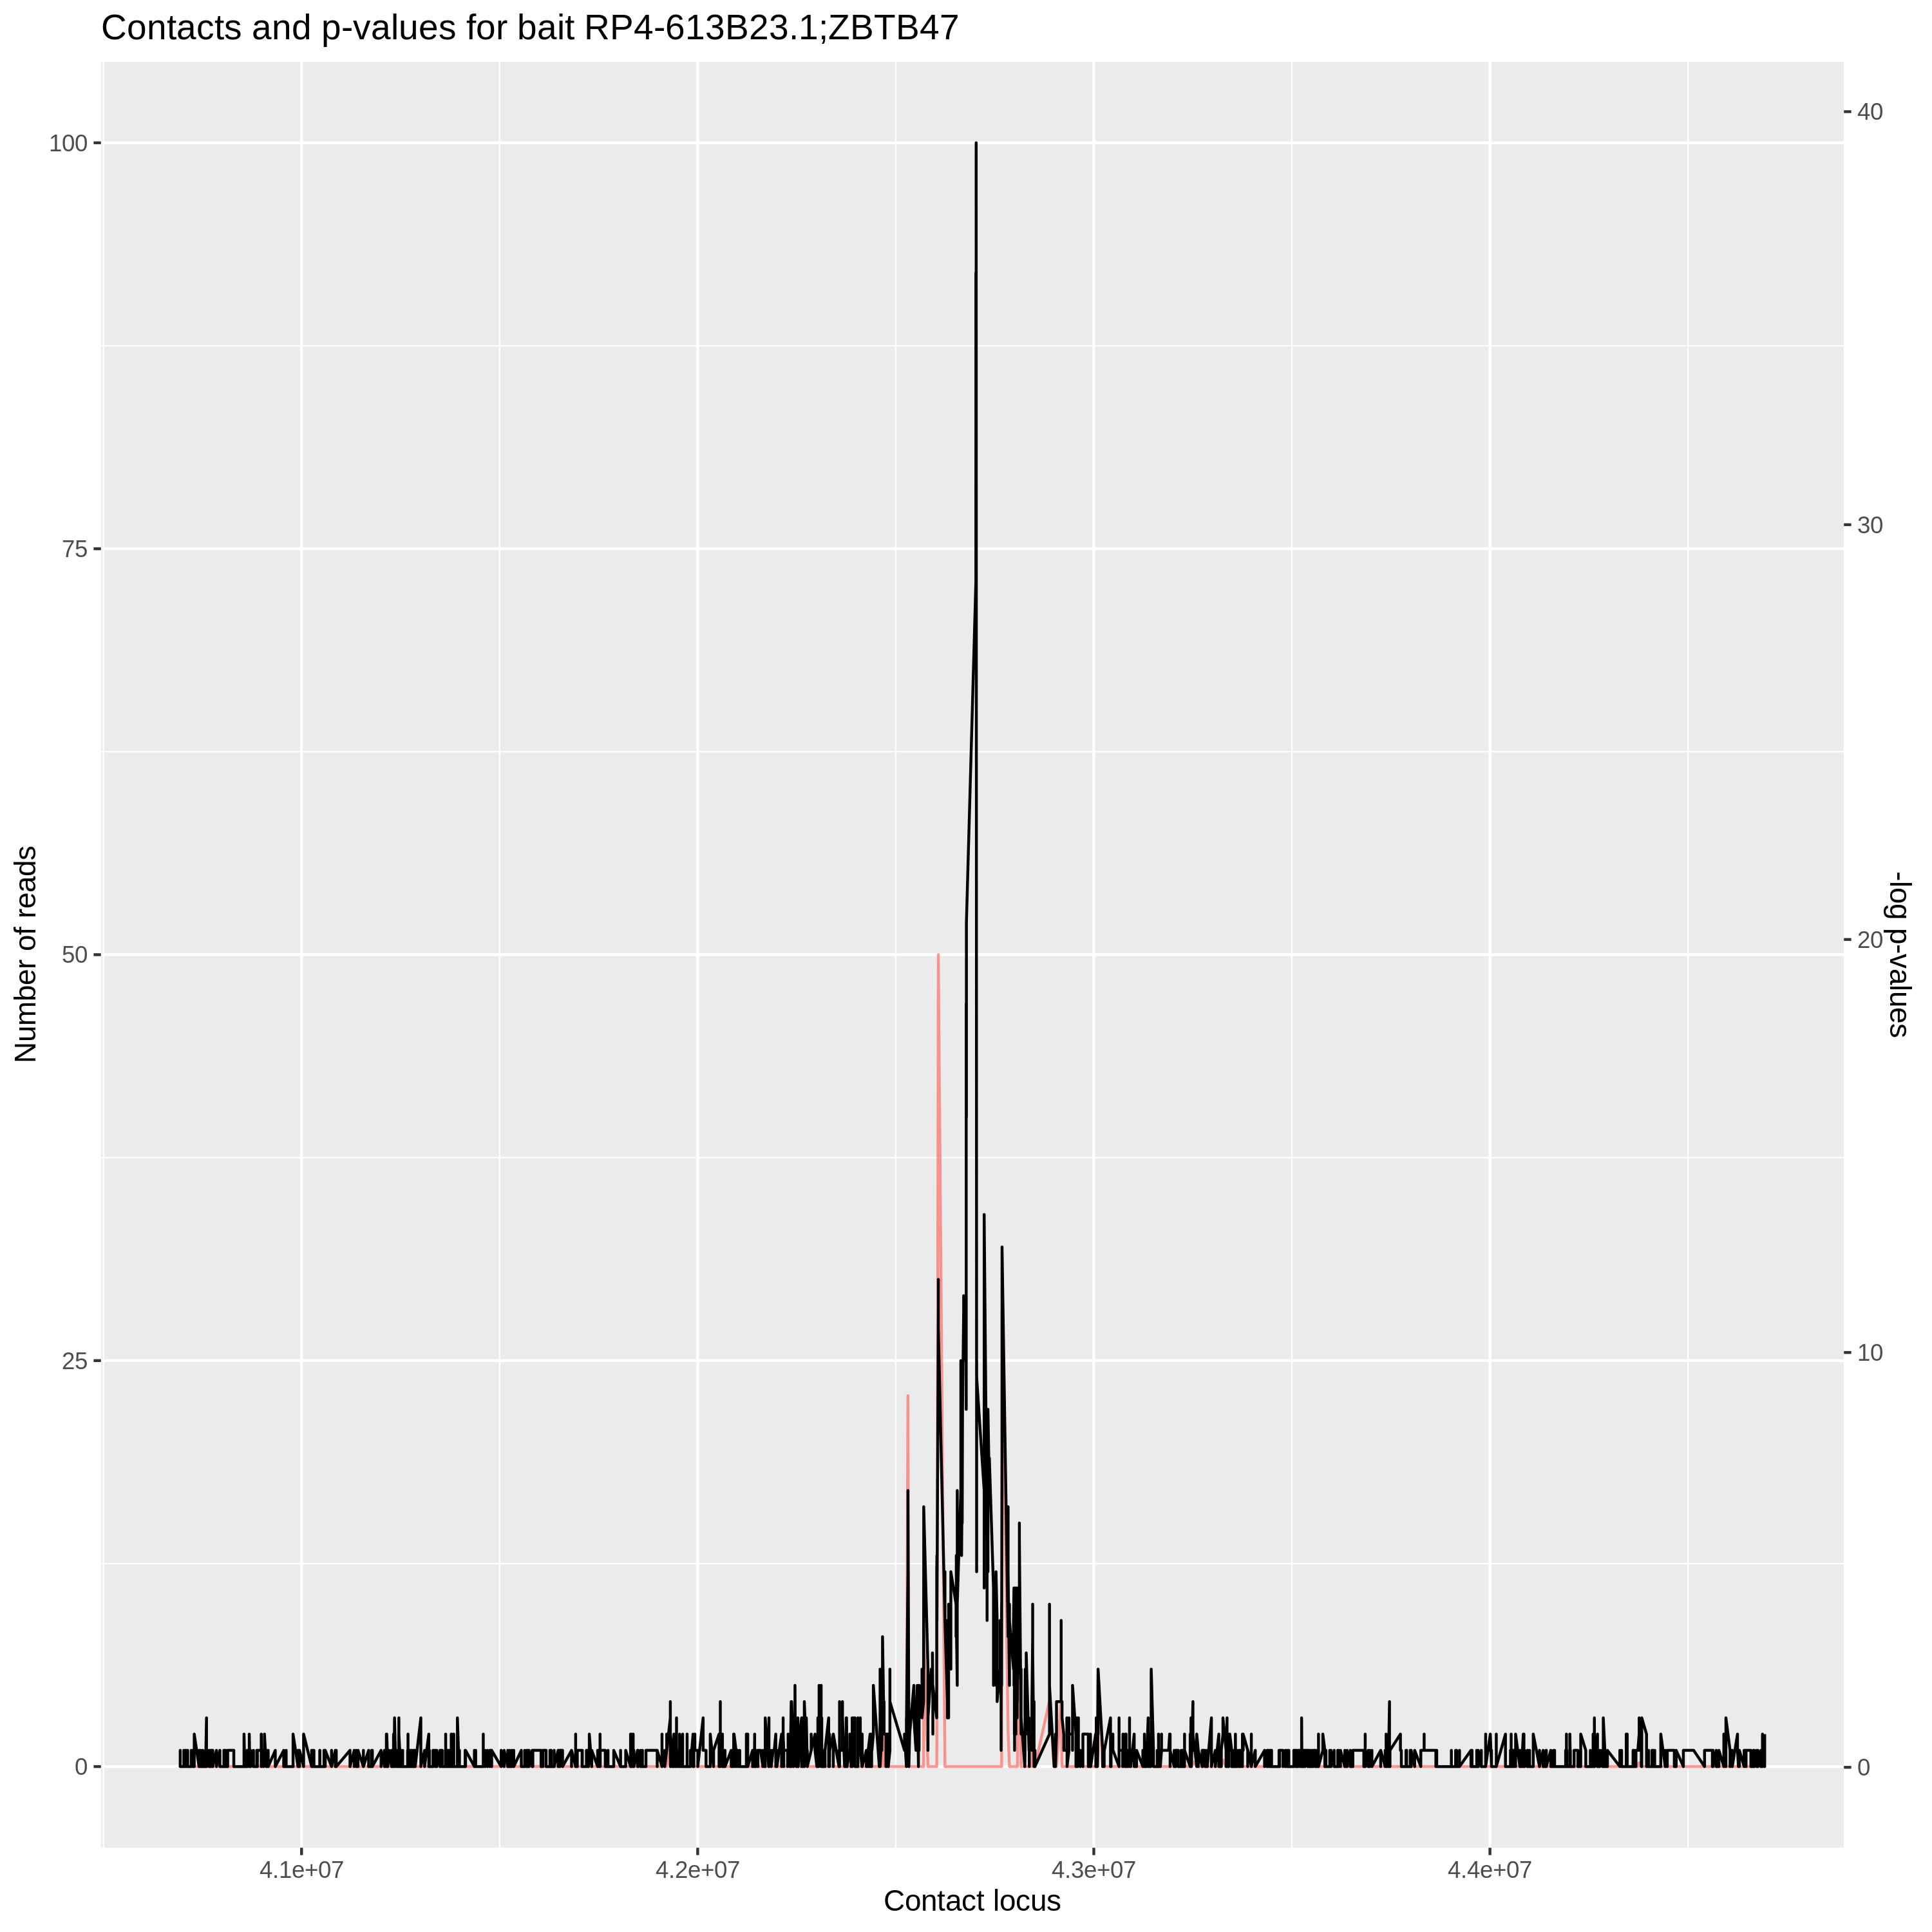 Contacts and p-values for bait RP4-613B23.1;ZBTB47
100
75
50
25
0
Number of reads
40
30
20
10
0
-log p-values
4.1e+07
4.2e+07
4.3e+07
4.4e+07
Contact locus